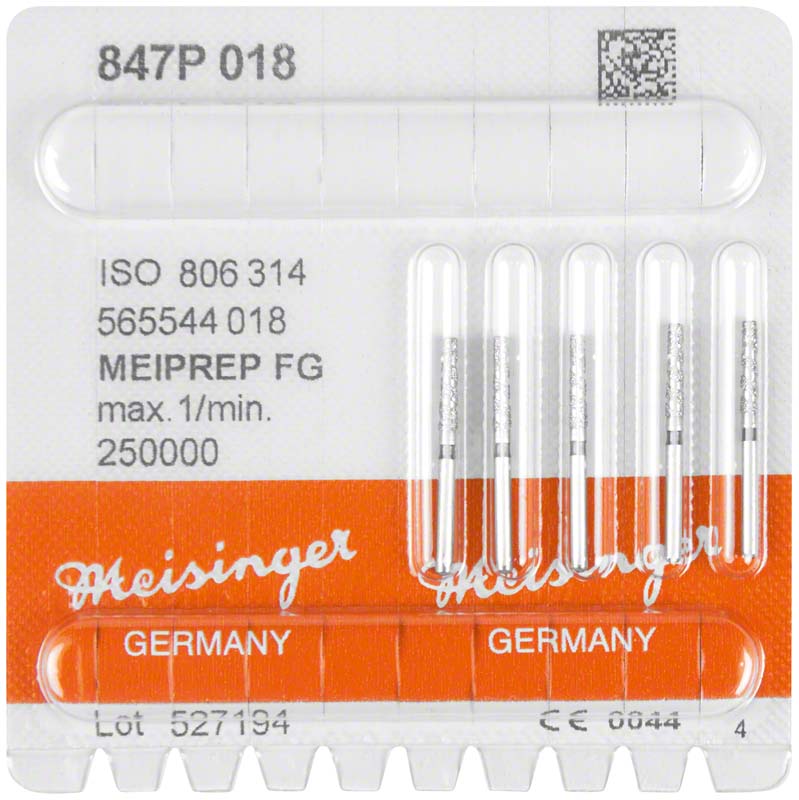 847P 018
ISO 806 314
565544 018
MEIPREP FG
max. 1/min.
250000
Meisinger Meisinger
GERMANY GERMANY
Lot 527194 CE 0044 4